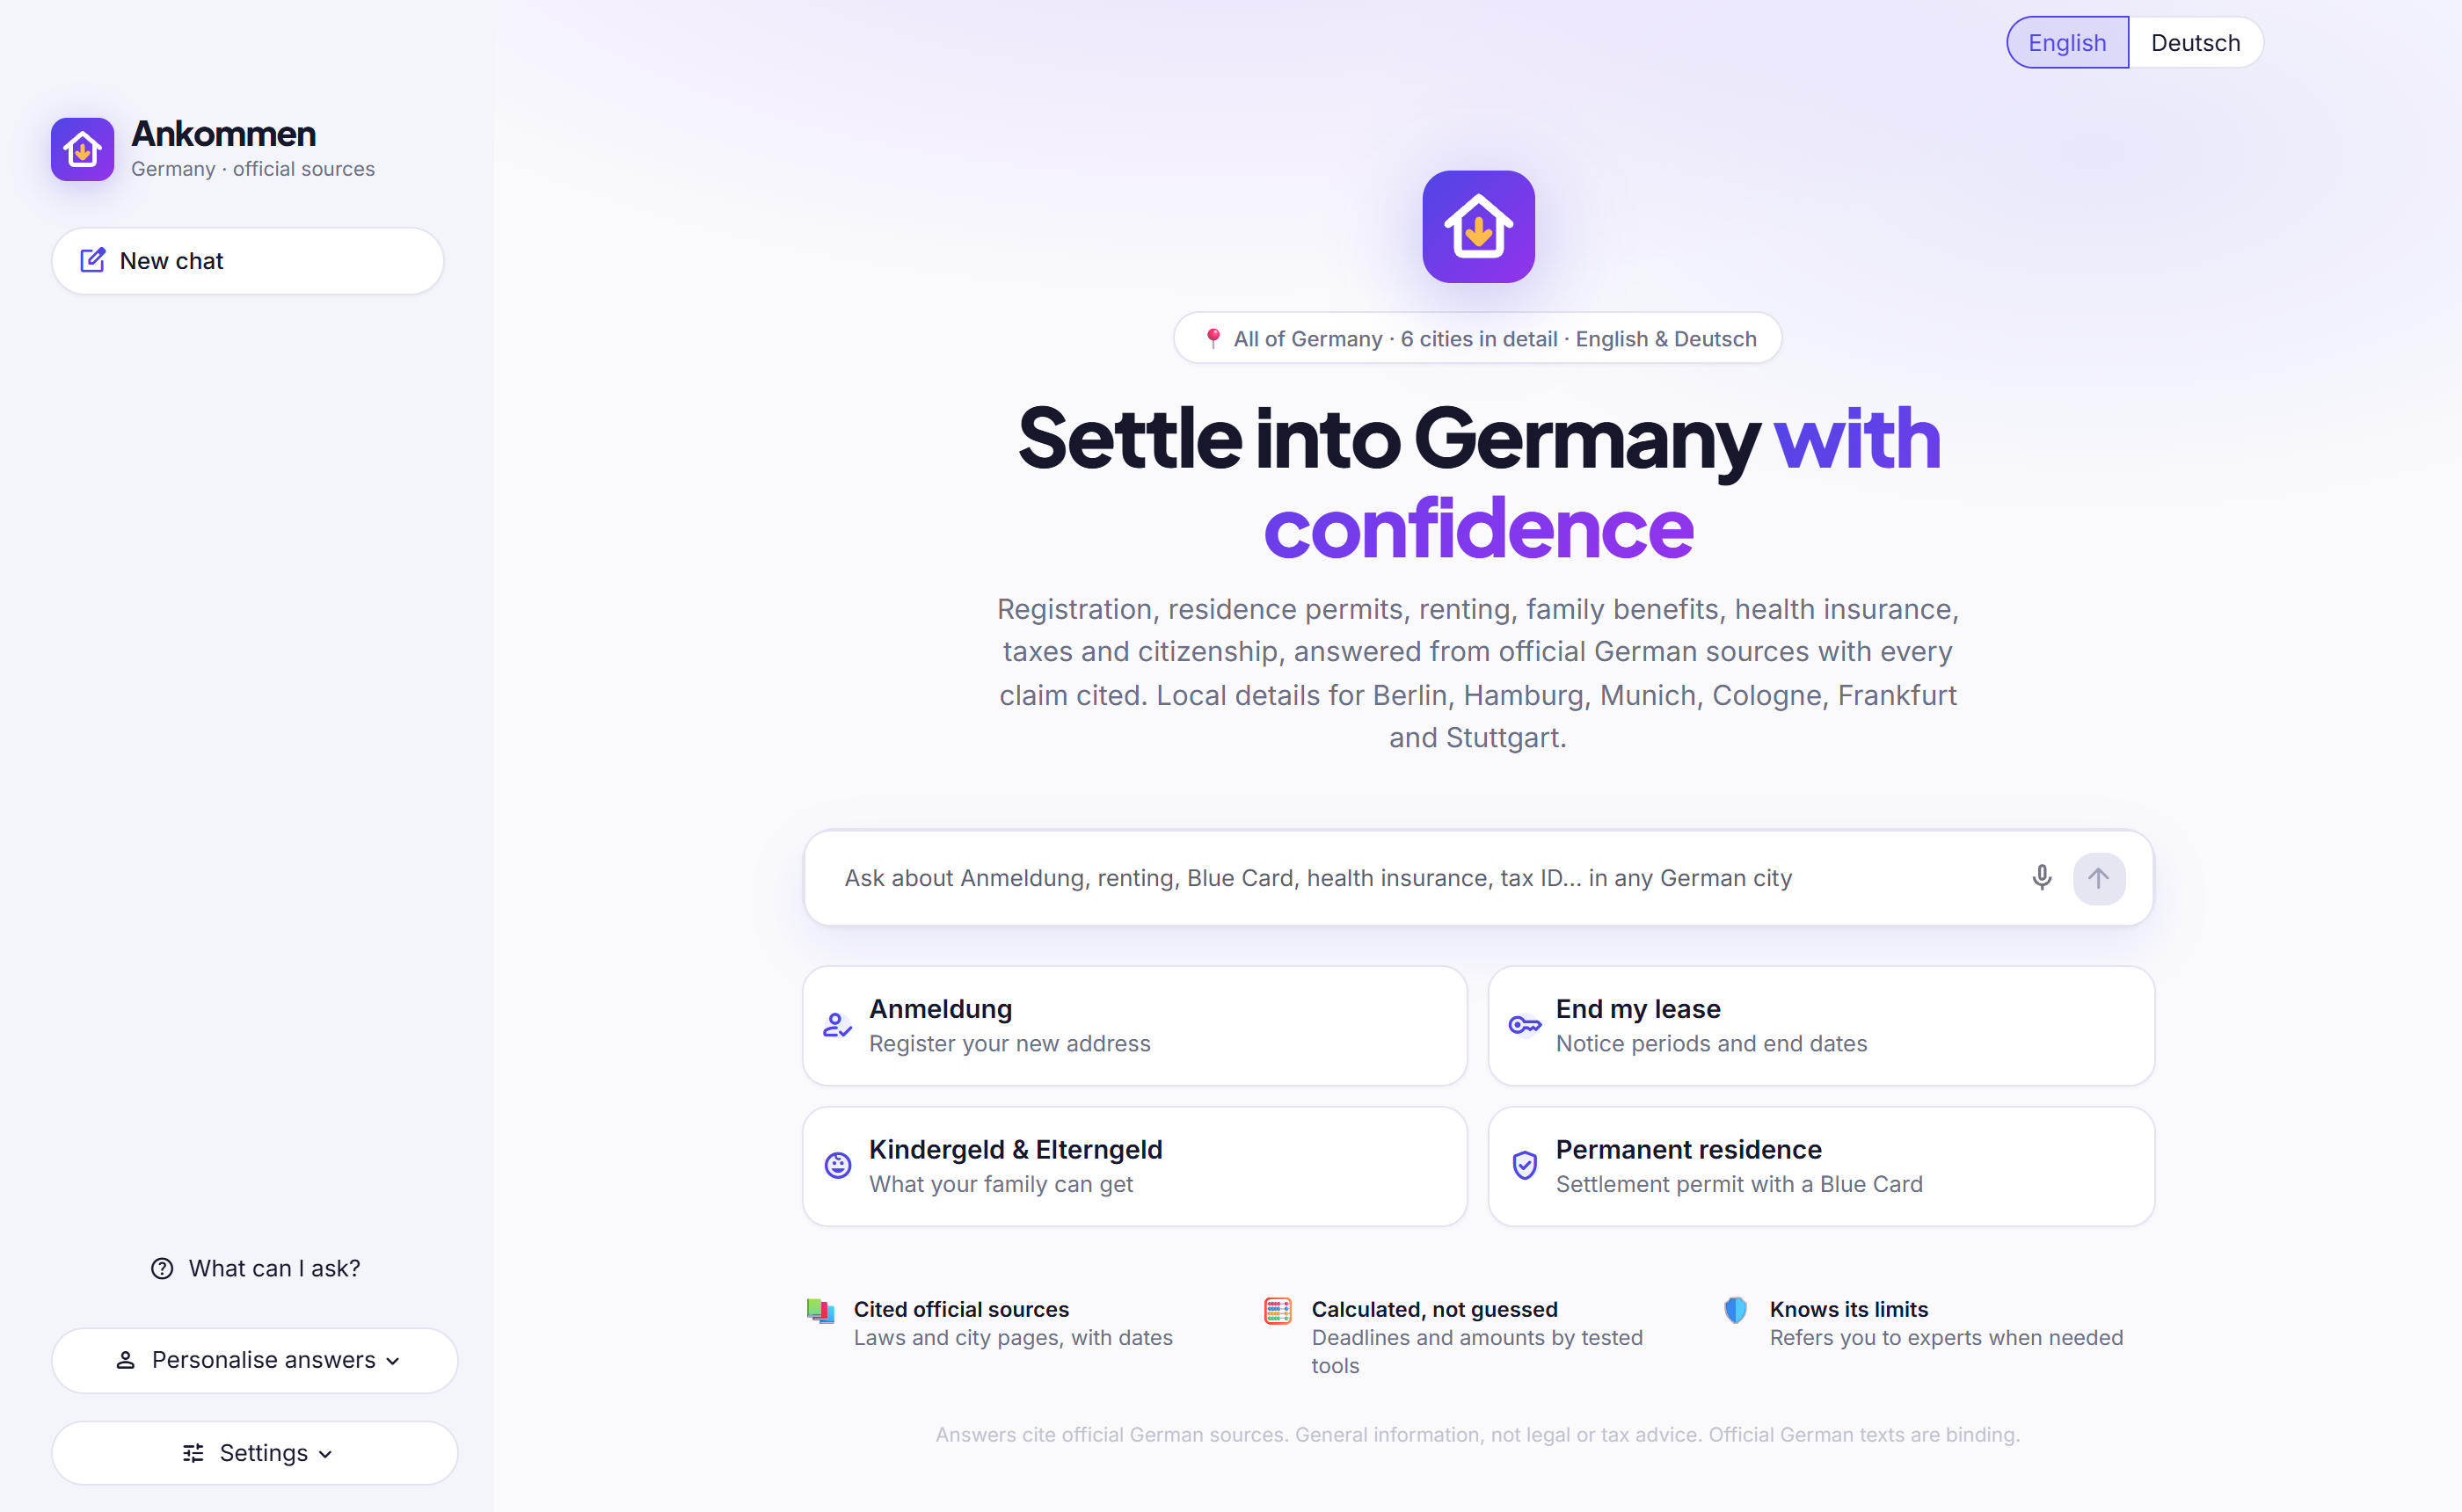 English
Deutsch
Ankommen
Germany · official sources
New chat
All of Germany · 6 cities in detail · English & Deutsch
Settle into Germany with
confidence
Registration, residence permits, renting, family benefits, health insurance,
taxes and citizenship, answered from official German sources with every
claim cited. Local details for Berlin, Hamburg, Munich, Cologne, Frankfurt
and Stuttgart.
Ask about Anmeldung, renting, Blue Card, health insurance, tax ID... in any German city
Anmeldung
Register your new address
End my lease
Notice periods and end dates
Kindergeld & Elterngeld
What your family can get
Permanent residence
Settlement permit with a Blue Card
What can I ask?
Personalise answers
Settings
Cited official sources
Laws and city pages, with dates
Calculated, not guessed
Deadlines and amounts by tested
tools
Knows its limits
Refers you to experts when needed
Answers cite official German sources. General information, not legal or tax advice. Official German texts are binding.